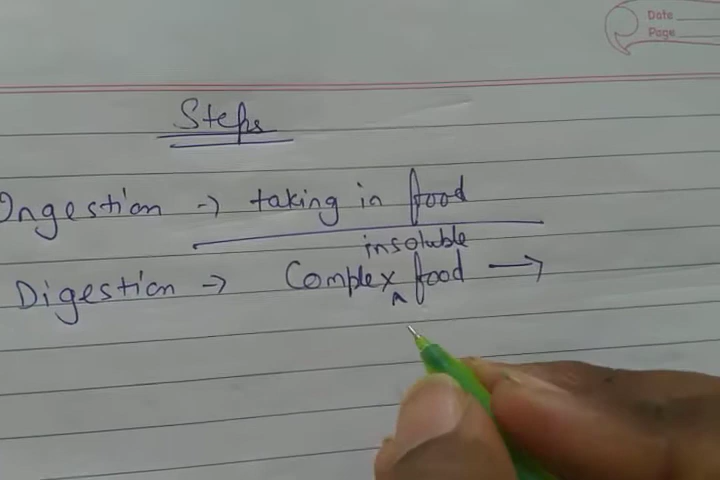 Date
Page
Steps
Ingestion → taking in food
insoluble
Digestion → Complex ^ food →